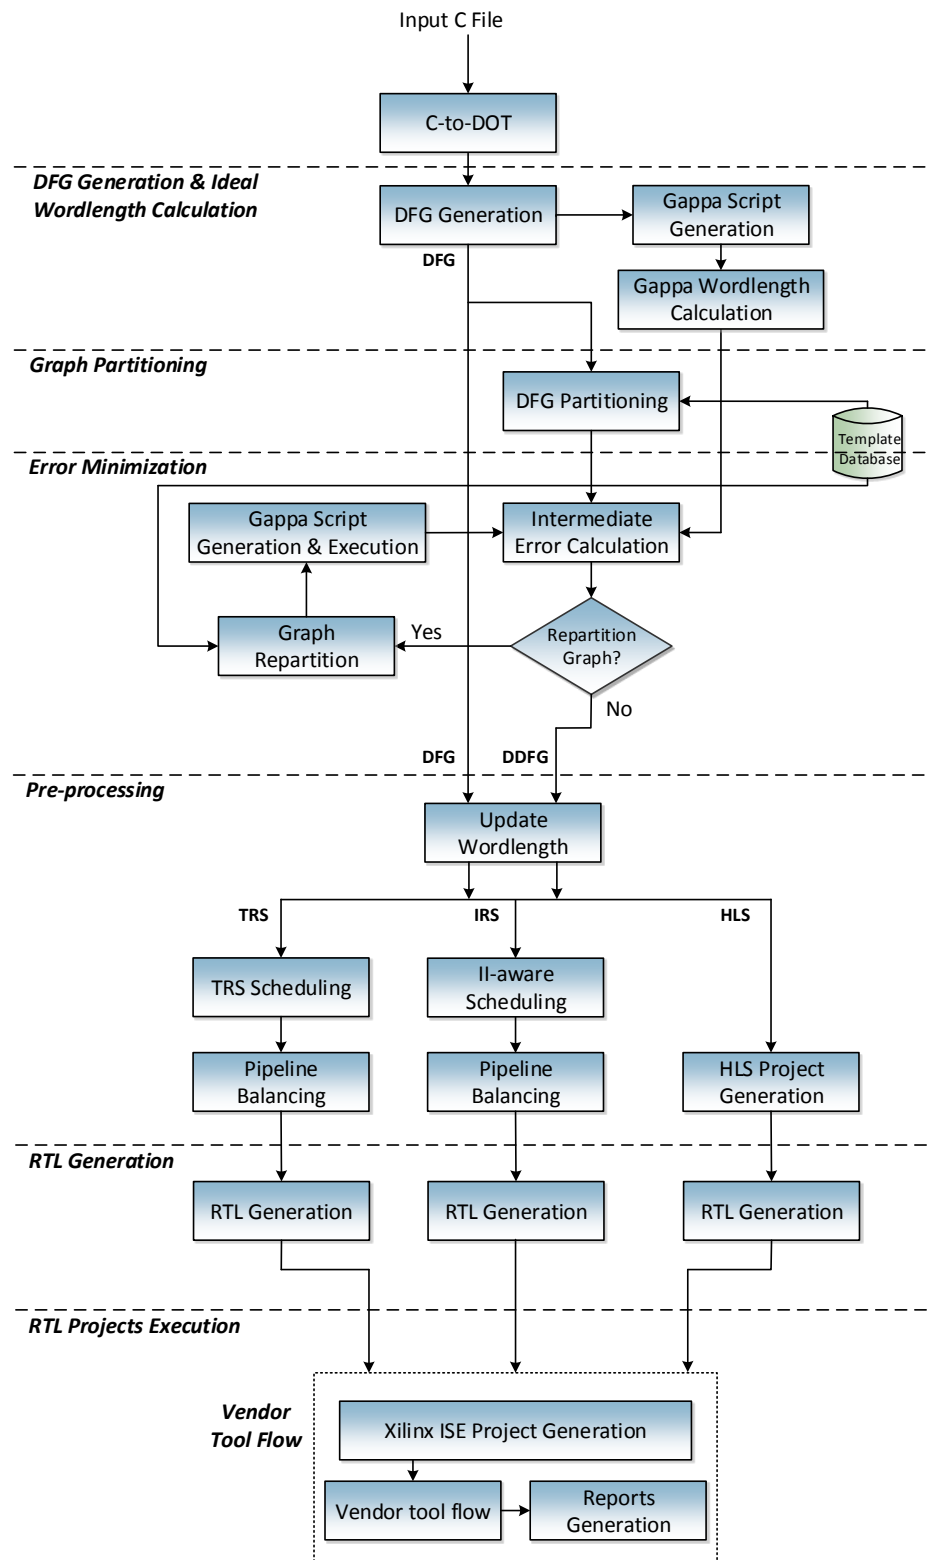 Input C File
C-to-DOT
DFG Generation & Ideal
Wordlength Calculation
DFG Generation
Gappa Script
Generation
DFG
Gappa Wordlength
Calculation
Graph Partitioning
DFG Partitioning
Template
Database
Error Minimization
Gappa Script
Generation & Execution
Intermediate
Error Calculation
Graph
Repartition
Yes
Repartition
Graph?
No
DFG
DDFG
Pre-processing
Update
Wordlength
TRS
IRS
HLS
TRS Scheduling
II-aware
Scheduling
Pipeline
Balancing
Pipeline
Balancing
HLS Project
Generation
RTL Generation
RTL Generation
RTL Generation
RTL Generation
RTL Projects Execution
Vendor
Tool Flow
Xilinx ISE Project Generation
Vendor tool flow
Reports
Generation